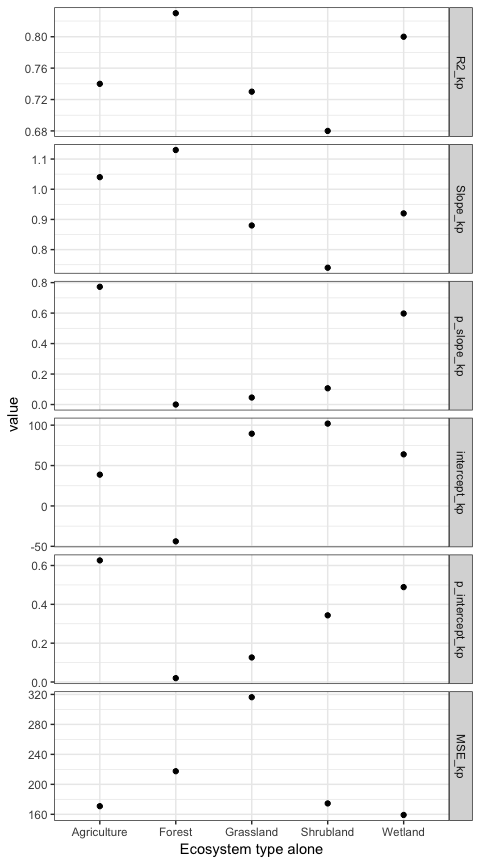 0.80
0.76
0.72
0.68
R2_kp
1.1
1.0
0.9
0.8
Slope_kp
0.8
0.6
0.4
0.2
0.0
p_slope_kp
value
100
50
0
-50
intercept_kp
0.6
0.4
0.2
0.0
p_intercept_kp
320
280
240
200
160
MSE_kp
Agriculture Forest Grassland Shrubland Wetland
Ecosystem type alone